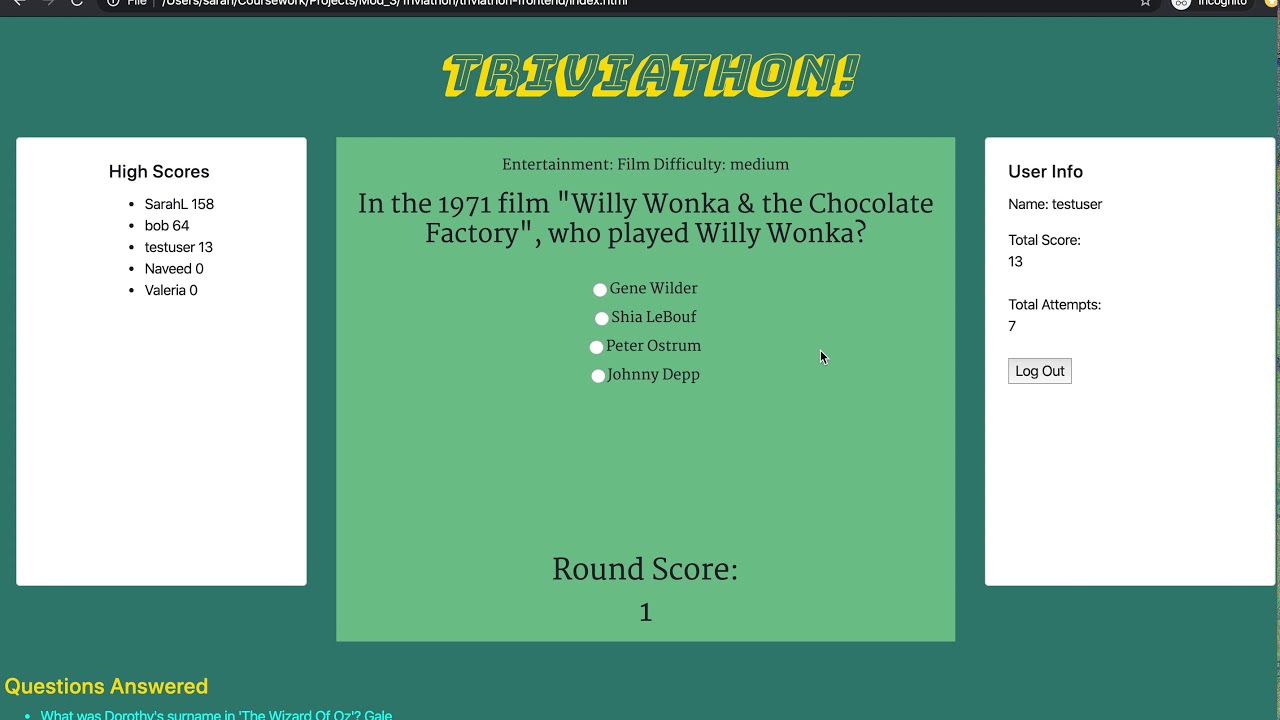 File | /Users/sarah/Coursework/Projects/Mod_3/Triviathon/triviathon-frontend/index.html
Incognito
TRIVIATHON!
High Scores
• SarahL 158
• bob 64
• testuser 13
• Naveed 0
• Valeria 0
Entertainment: Film Difficulty: medium
In the 1971 film "Willy Wonka & the Chocolate
Factory", who played Willy Wonka?
Gene Wilder
Shia LeBouf
Peter Ostrum
Johnny Depp
Round Score:
1
User Info
Name: testuser
Total Score:
13
Total Attempts:
7
Log Out
Questions Answered
• What was Dorothy's surname in 'The Wizard Of Oz'? Gale